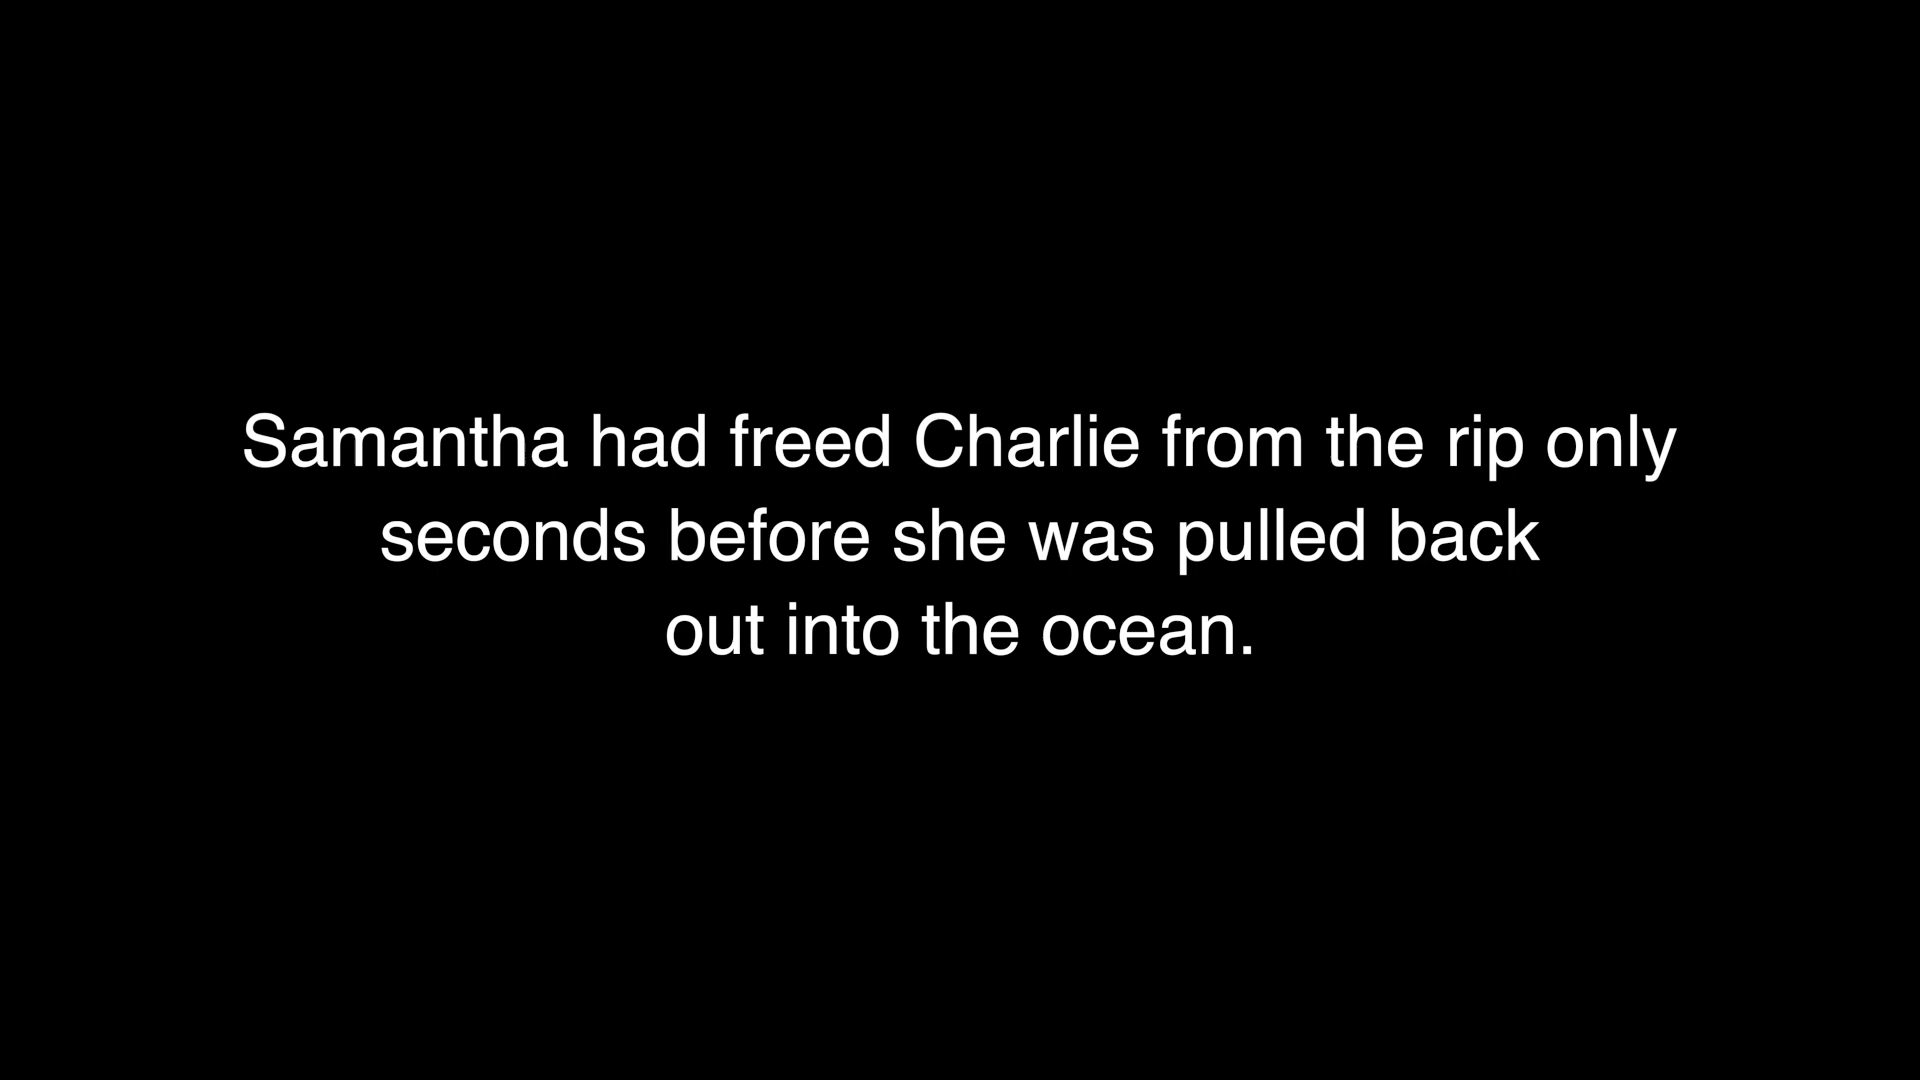 Samantha had freed Charlie from the rip only
seconds before she was pulled back
out into the ocean.